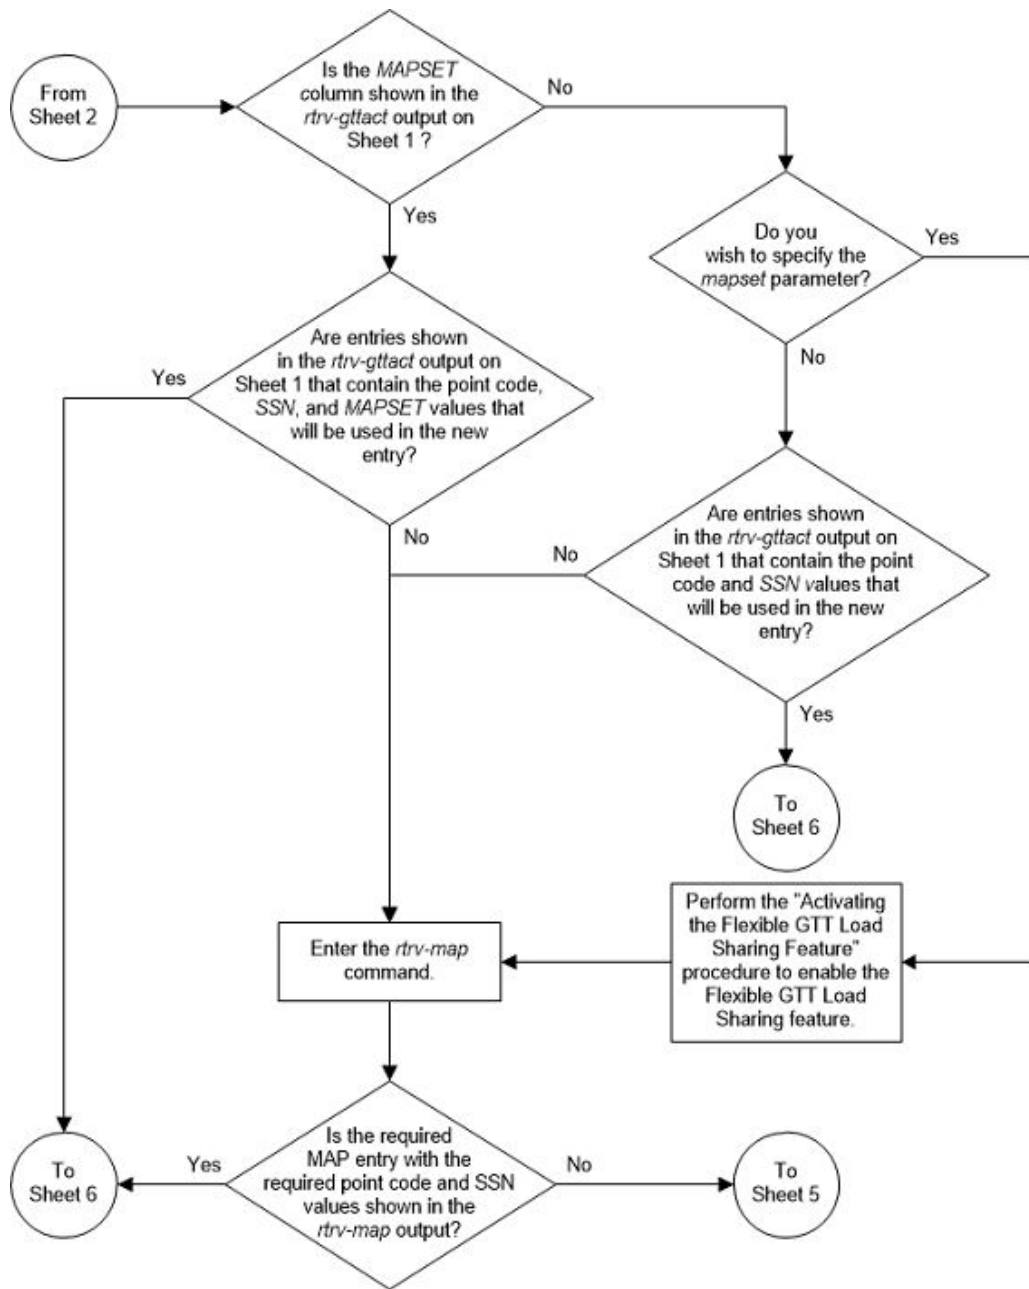 From
Sheet 2
Is the MAPSET
column shown in the
rtrv-gttact output on
Sheet 1 ?
No
Yes
Do you
wish to specify the
mapset parameter?
Yes
No
Are entries shown
in the rtrv-gttact output on
Sheet 1 that contain the point code,
SSN, and MAPSET values that
will be used in the new
entry?
Yes
No
Are entries shown
in the rtrv-gttact output on
Sheet 1 that contain the point
code and SSN values that
will be used in the new
entry?
No
Yes
To
Sheet 6
Perform the "Activating
the Flexible GTT Load
Sharing Feature"
procedure to enable the
Flexible GTT Load
Sharing feature.
Enter the rtrv-map
command.
Is the required
MAP entry with the
required point code and SSN
values shown in the
rtrv-map output?
Yes
No
To
Sheet 6
To
Sheet 5